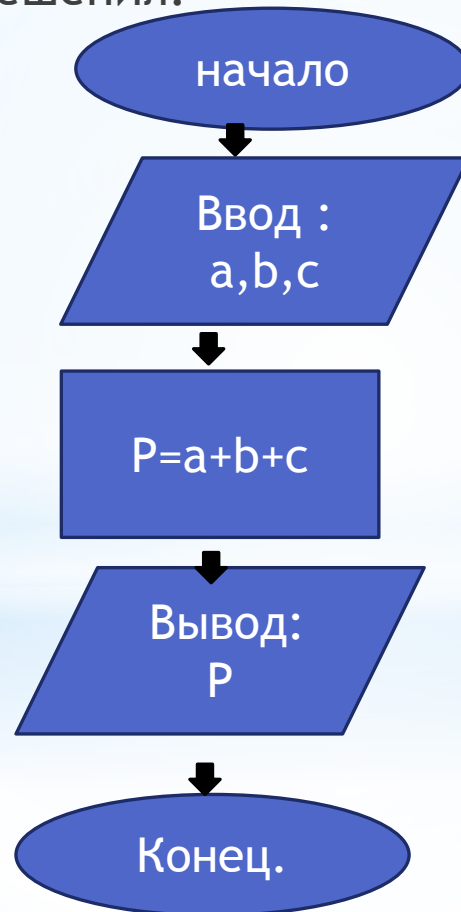 начало
Ввод :
a,b,c
P=a+b+c
Вывод:
P
Конец.